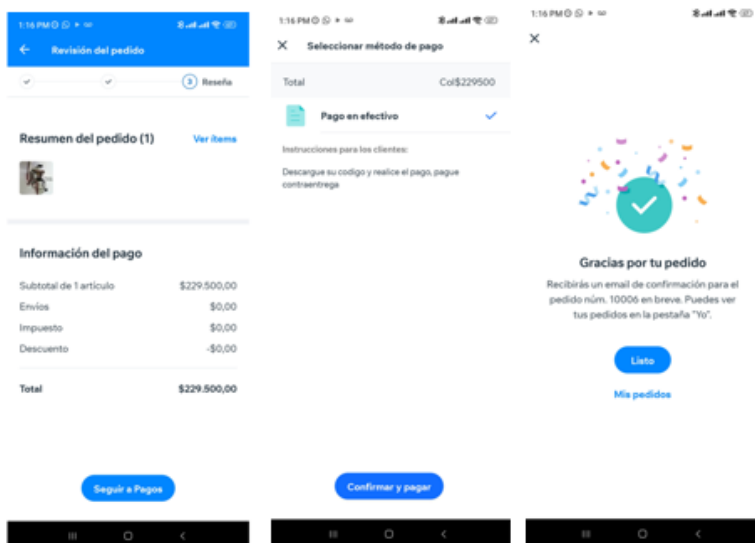 1:16 PM
Revisión del pedido
3 Reseña
Resumen del pedido (1) Ver ítems
Información del pago
Subtotal de 1 artículo $229.500,00
Envíos $0,00
Impuesto $0,00
Descuento -$0,00
Total $229.500,00
Seguir a Pagos
1:16 PM
Seleccionar método de pago
Total Col$229500
Pago en efectivo
Instrucciones para los clientes:
Descargue su codigo y realice el pago, pague
contraentrega
Confirmar y pagar
1:16 PM
Gracias por tu pedido
Recibirás un email de confirmación para el
pedido núm. 10006 en breve. Puedes ver
tus pedidos en la pestaña "Yo".
Listo
Mis pedidos